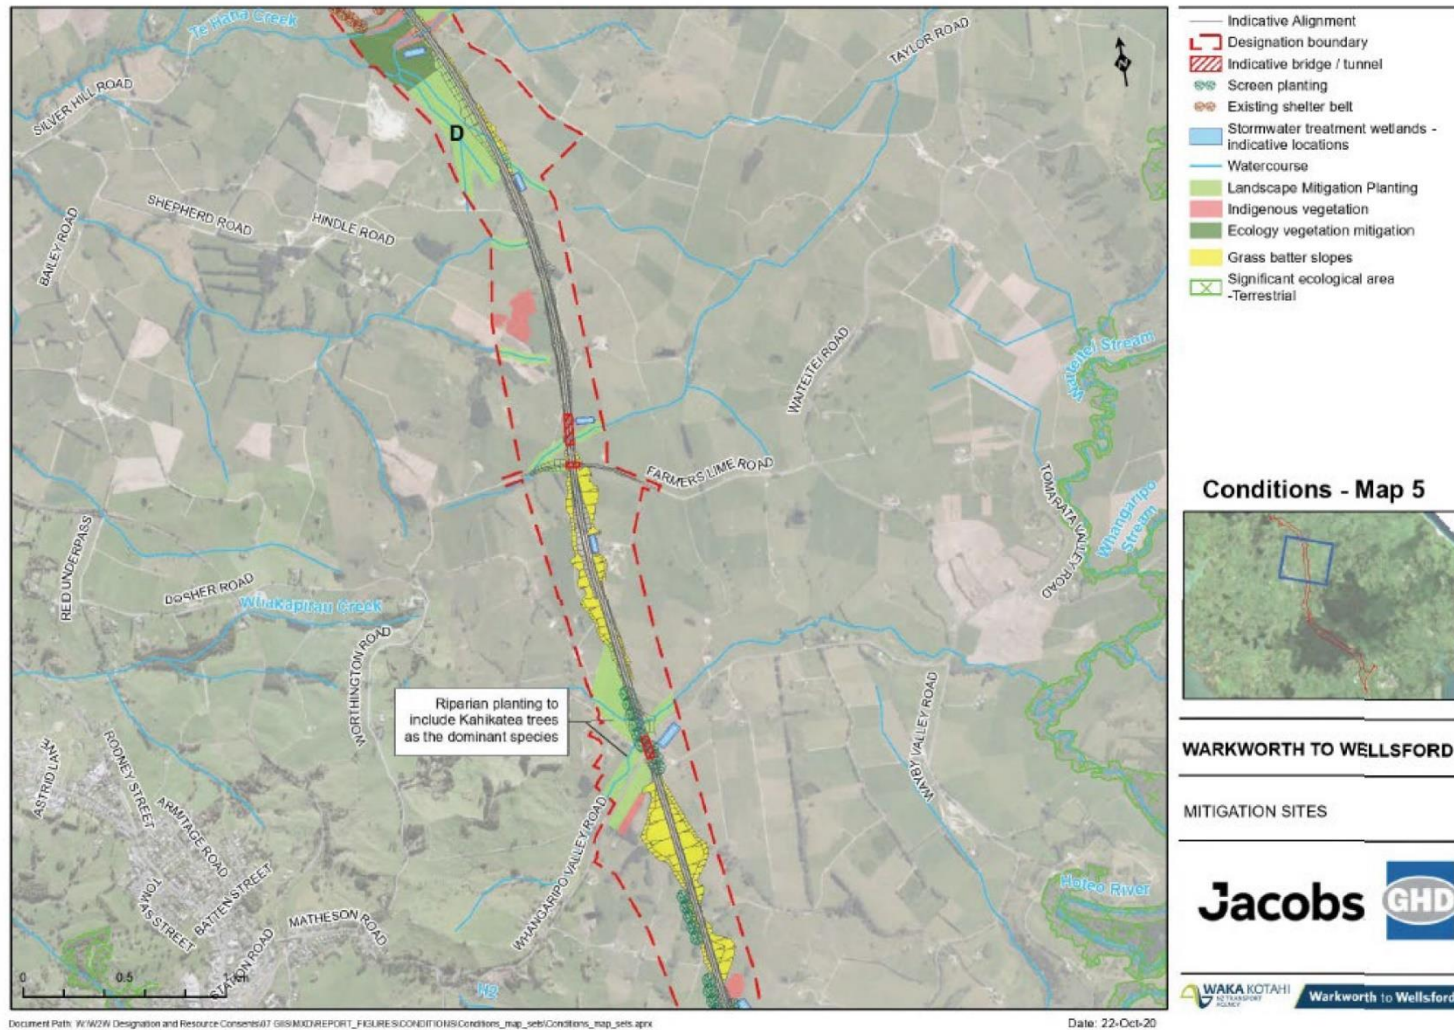 Te Hana Creek
SILVER HILL ROAD
TAYLOR ROAD
D
SHEPHERD ROAD
HINDLE ROAD
BAILEY ROAD
WAITEITEI ROAD
Waiteitei Stream
FARMERS LIME ROAD
TOMARATA VALLEY ROAD
Whangaripo
Stream
RED UNDERPASS
DOSHER ROAD
Whakapirau Creek
WORTHINGTON ROAD
Riparian planting to
include Kahikatea trees
as the dominant species
WAYBY VALLEY ROAD
ASTRID LANE
RODNEY STREET
ARMITAGE ROAD
TOMAS STREET
BATTEN STREET
MATHESON ROAD
STATION ROAD
WHANGARIPO VALLEY ROAD
Hoteo River
H2
0 0.5
N
Indicative Alignment
Designation boundary
Indicative bridge / tunnel
Screen planting
Existing shelter belt
Stormwater treatment wetlands -
indicative locations
Watercourse
Landscape Mitigation Planting
Indigenous vegetation
Ecology vegetation mitigation
Grass batter slopes
Significant ecological area
-Terrestrial
Conditions - Map 5
WARKWORTH TO WELLSFORD
MITIGATION SITES
Jacobs
GHD
WAKA KOTAHI
NZ TRANSPORT
AGENCY
Warkworth to Wellsford
Date: 22-Oct-20